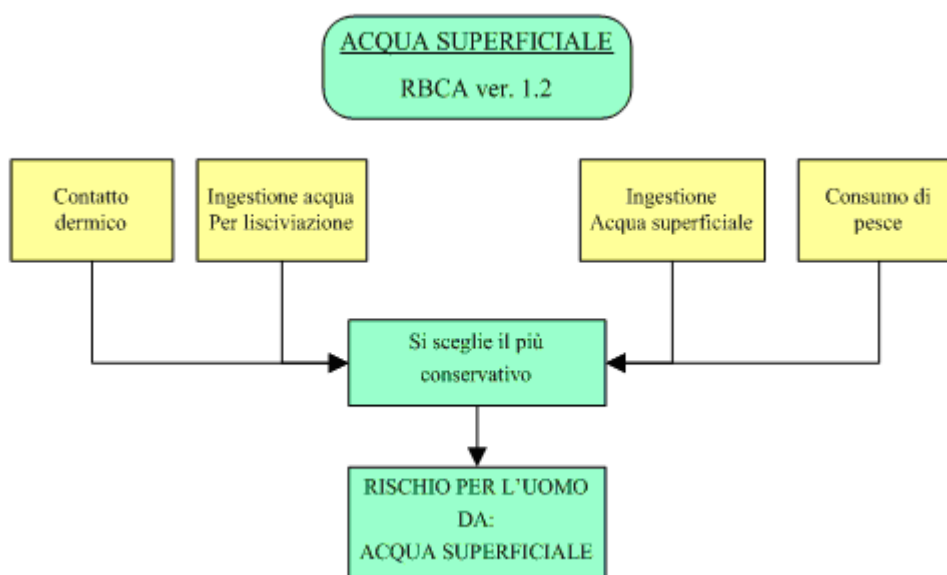 ACQUA SUPERFICIALE
RBCA ver. 1.2
Contatto
dermico
Ingestione acqua
Per lisciviazione
Ingestione
Acqua superficiale
Consumo di
pesce
Si sceglie il più
conservativo
RISCHIO PER L'UOMO
DA:
ACQUA SUPERFICIALE